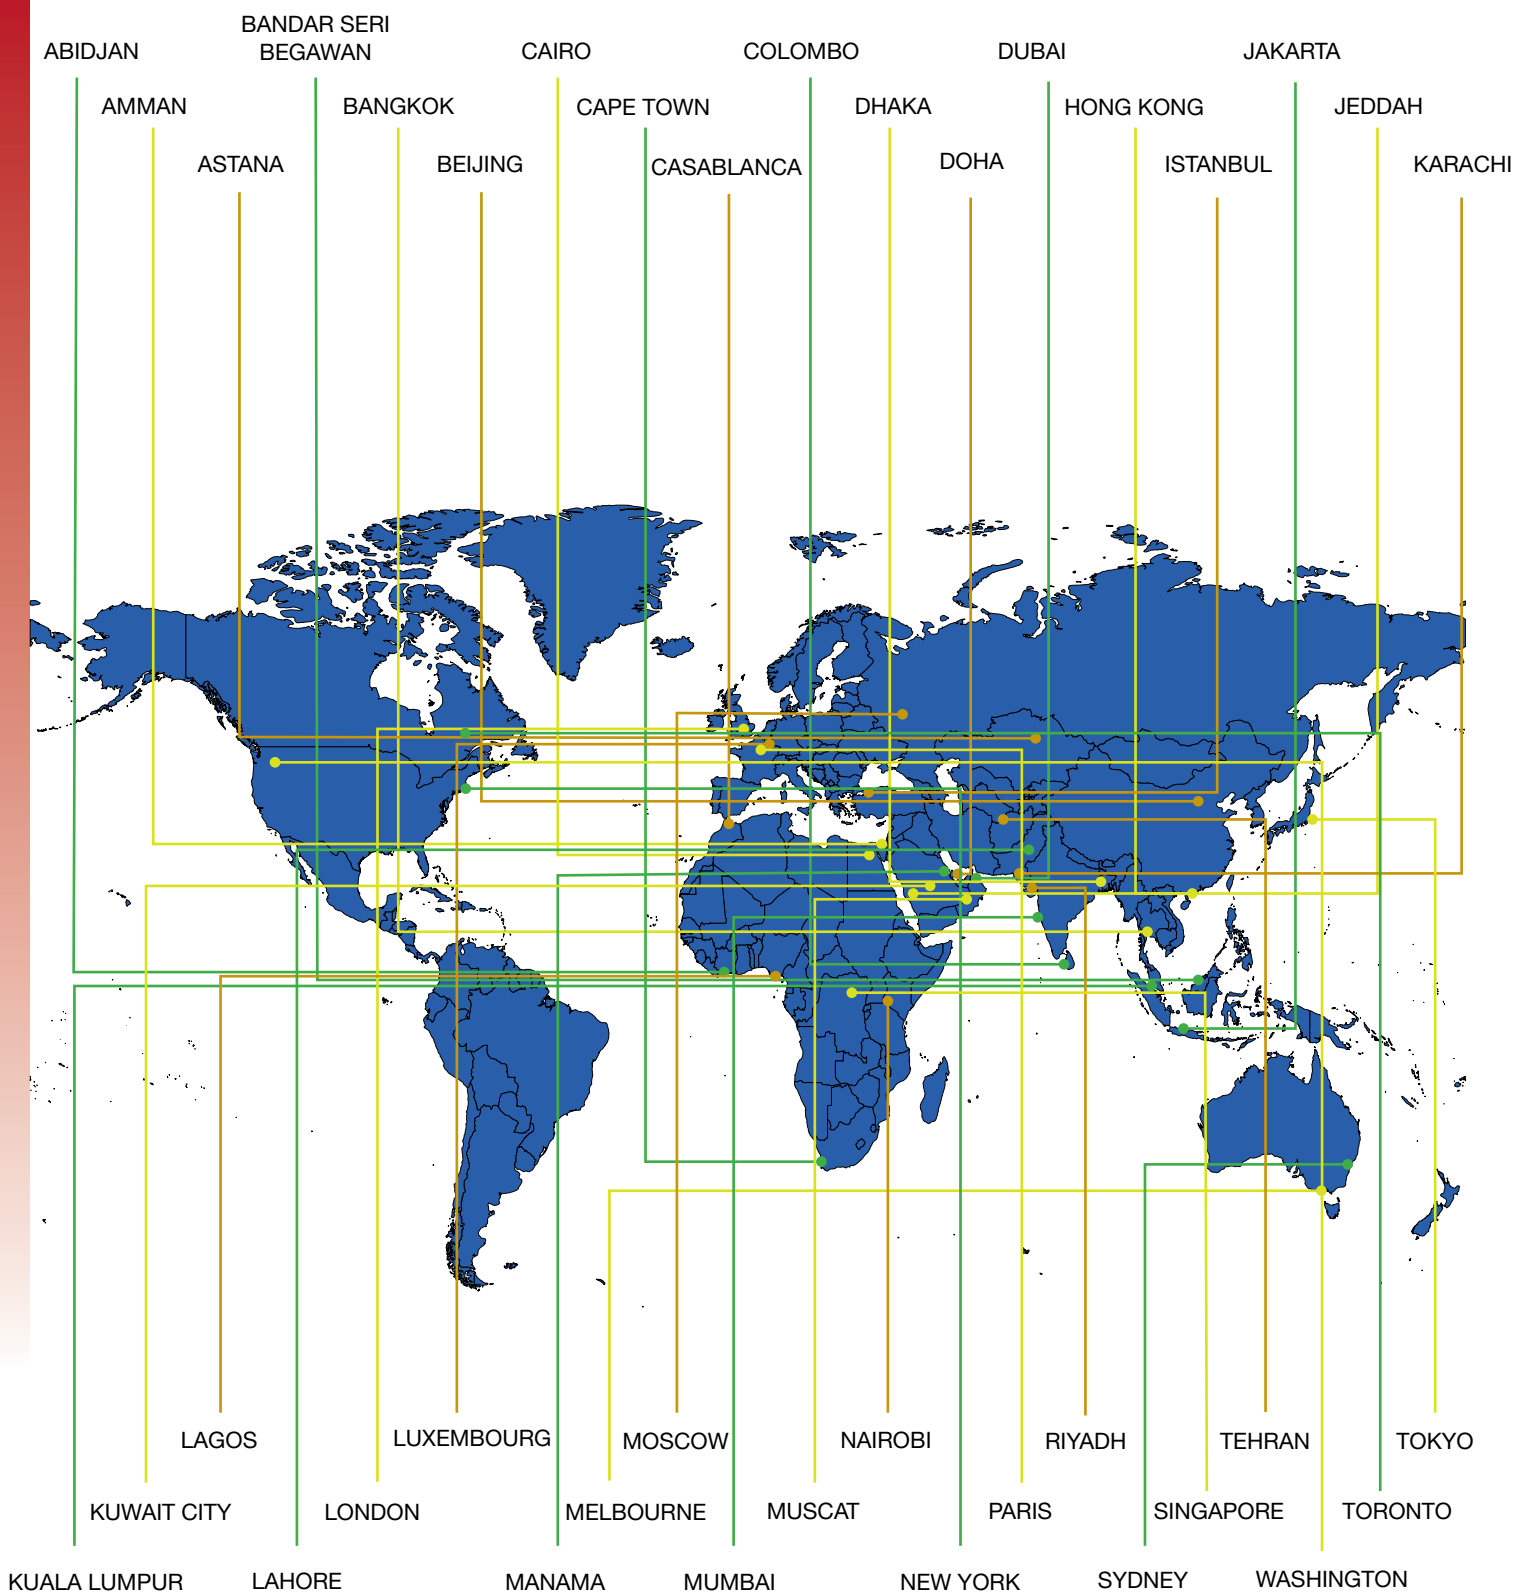 BANDAR SERI
ABIDJAN BEGAWAN CAIRO COLOMBO DUBAI JAKARTA
AMMAN BANGKOK CAPE TOWN DHAKA HONG KONG JEDDAH
ASTANA BEIJING CASABLANCA DOHA ISTANBUL KARACHI
LAGOS LUXEMBOURG MOSCOW NAIROBI RIYADH TEHRAN TOKYO
KUWAIT CITY LONDON MELBOURNE MUSCAT PARIS SINGAPORE TORONTO
KUALA LUMPUR LAHORE MANAMA MUMBAI NEW YORK SYDNEY WASHINGTON